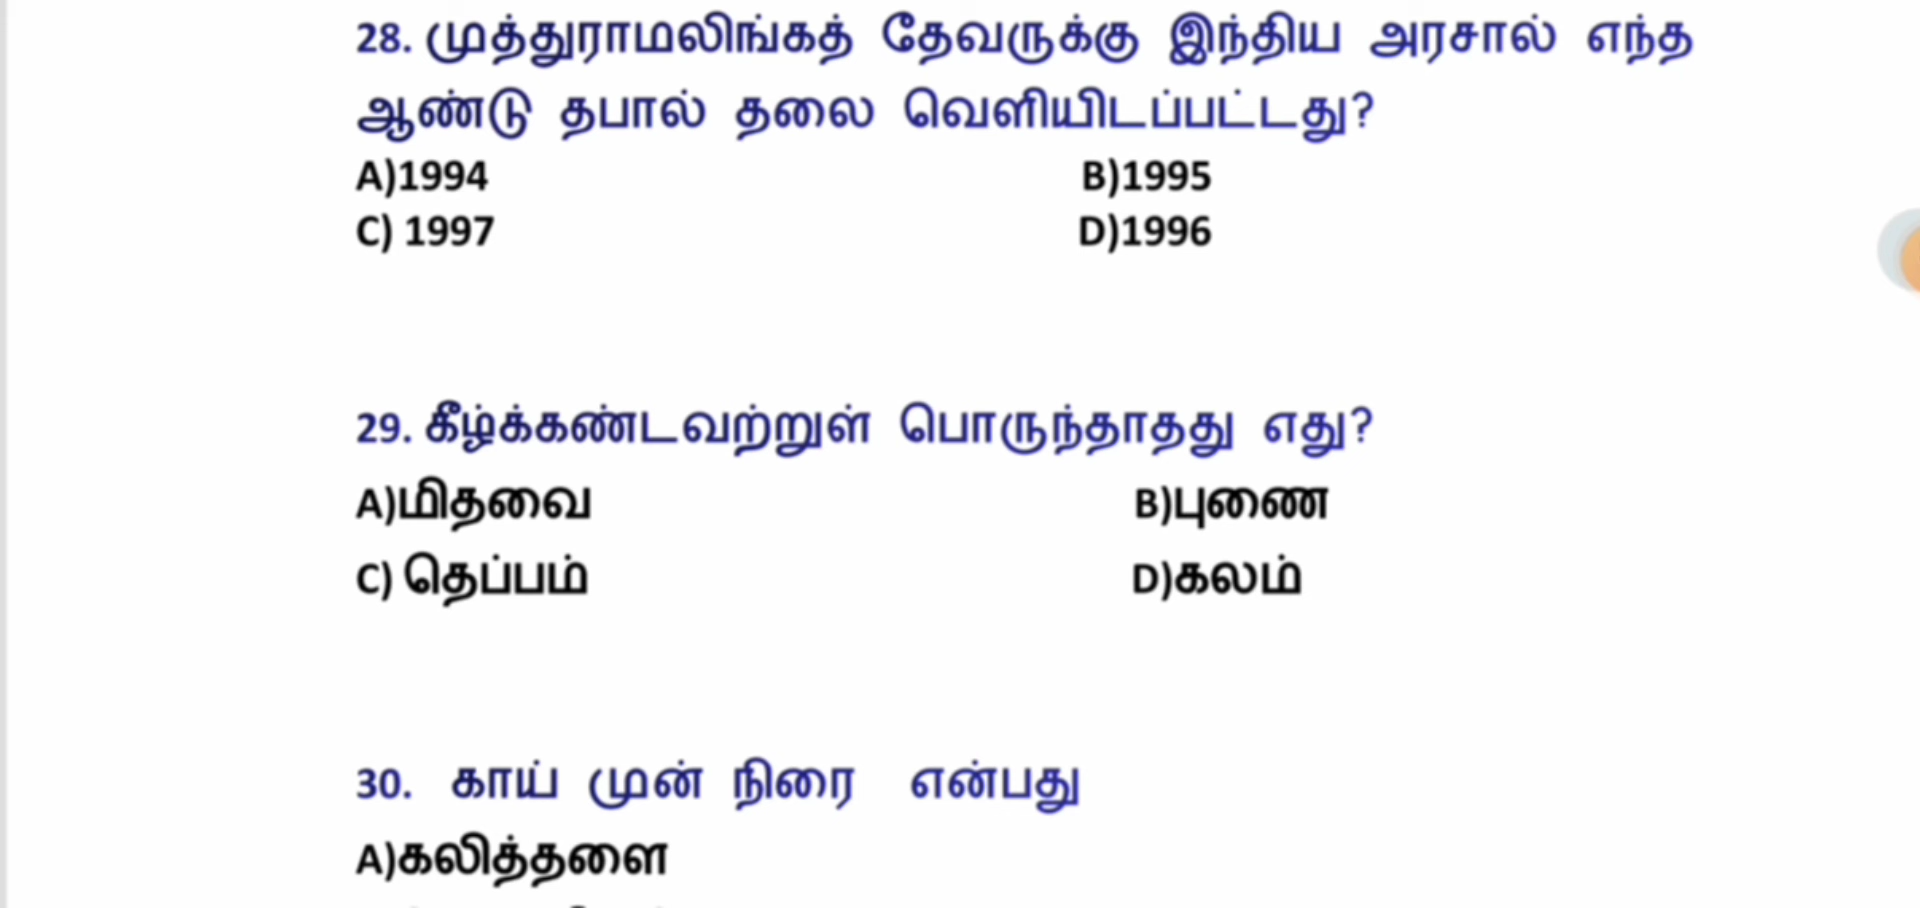 28. முத்துராமலிங்கத் தேவருக்கு இந்திய அரசால் எந்த
ஆண்டு தபால் தலை வெளியிடப்பட்டது?
A)1994 B)1995
C) 1997 D)1996
29. கீழ்க்கண்டவற்றுள் பொருந்தாதது எது?
A)மிதவை B)புணை
C) தெப்பம் D)கலம்
30. காய் முன் நிரை என்பது
A)கலித்தளை